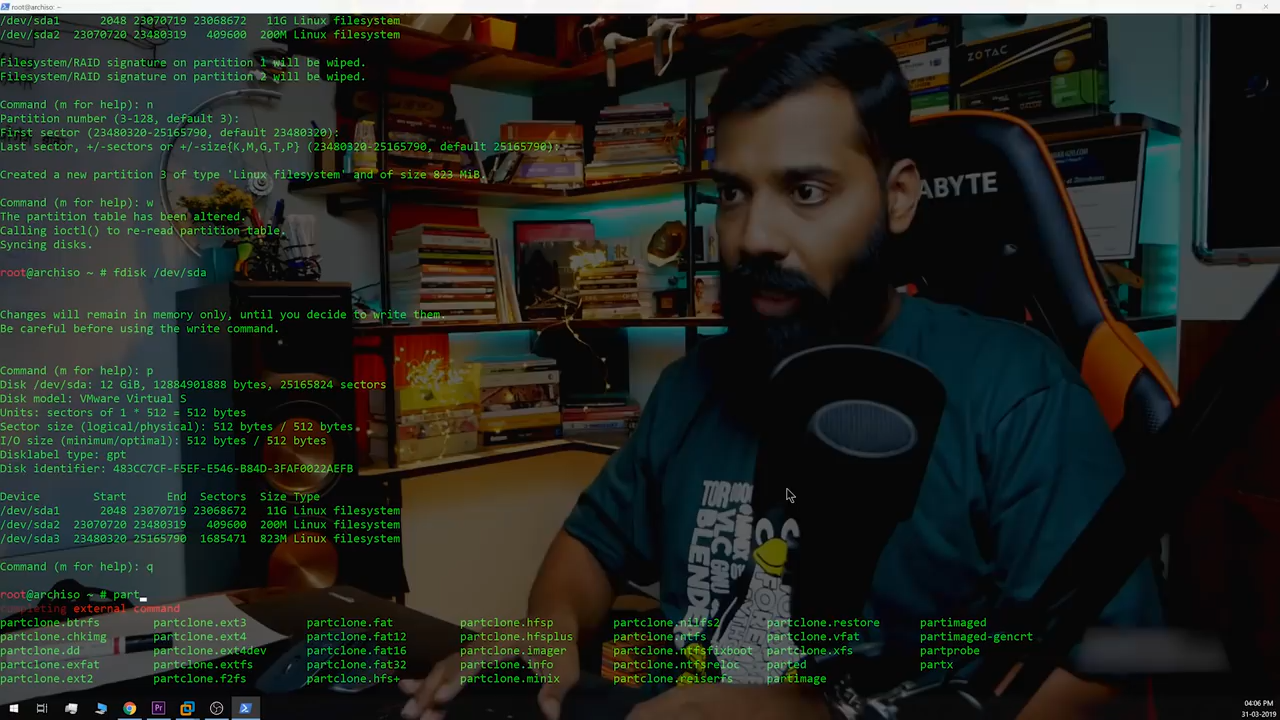 root@archiso: ~
/dev/sda1 2048 23070719 23068672 11G Linux filesystem
/dev/sda2 23070720 23480319 409600 200M Linux filesystem
Filesystem/RAID signature on partition 1 will be wiped.
Filesystem/RAID signature on partition 2 will be wiped.
Command (m for help): n
Partition number (3-128, default 3):
First sector (23480320-25165790, default 23480320):
Last sector, +/-sectors or +/-size{K,M,G,T,P} (23480320-25165790, default 25165790):
Created a new partition 3 of type 'Linux filesystem' and of size 823 MiB.
Command (m for help): w
The partition table has been altered.
Calling ioctl() to re-read partition table.
Syncing disks.
root@archiso ~ # fdisk /dev/sda
Changes will remain in memory only, until you decide to write them.
Be careful before using the write command.
Command (m for help): p
Disk /dev/sda: 12 GiB, 12884901888 bytes, 25165824 sectors
Disk model: VMware Virtual S
Units: sectors of 1 * 512 = 512 bytes
Sector size (logical/physical): 512 bytes / 512 bytes
I/O size (minimum/optimal): 512 bytes / 512 bytes
Disklabel type: gpt
Disk identifier: 483CC7CF-F5EF-E546-B84D-3FAF0022AEFB
Device Start End Sectors Size Type
/dev/sda1 2048 23070719 23068672 11G Linux filesystem
/dev/sda2 23070720 23480319 409600 200M Linux filesystem
/dev/sda3 23480320 25165790 1685471 823M Linux filesystem
Command (m for help): q
root@archiso ~ # part
completing external command
partclone.btrfs partclone.ext3 partclone.fat partclone.hfsp partclone.nilfs2 partclone.restore partimaged
partclone.chkimg partclone.ext4 partclone.fat12 partclone.hfsplus partclone.ntfs partclone.vfat partimaged-gencrt
partclone.dd partclone.ext4dev partclone.fat16 partclone.imager partclone.ntfsfixboot partclone.xfs partprobe
partclone.exfat partclone.extfs partclone.fat32 partclone.info partclone.ntfsreloc parted partx
partclone.ext2 partclone.f2fs partclone.hfs+ partclone.minix partclone.reiserfs partimage
ZOTAC
ABYTE
04:06 PM
31-03-2019